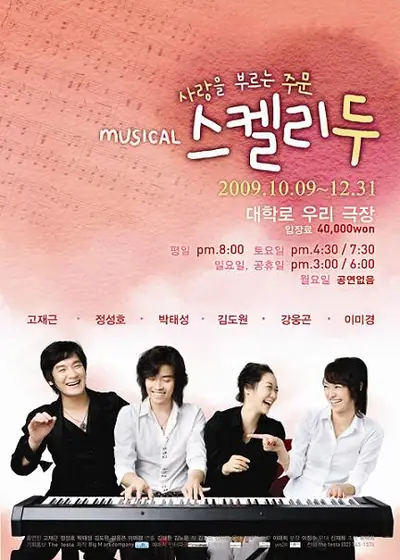 사랑을 부르는 주문
MUSICAL 스켈리두
2009.10.09~12.31
대학로 우리 극장
입장료 40,000won
평일 pm.8:00 토요일 pm.4:30 / 7:30
일요일, 공휴일 pm.3:00 / 6:00
월요일 공연없음
고재근 · 정성호 · 박태성 · 김도원 · 강웅곤 · 이미경